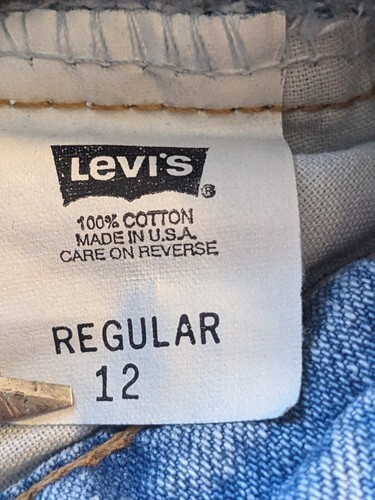 LEVI'S ®
100% COTTON
MADE IN U.S.A.
CARE ON REVERSE
REGULAR
12